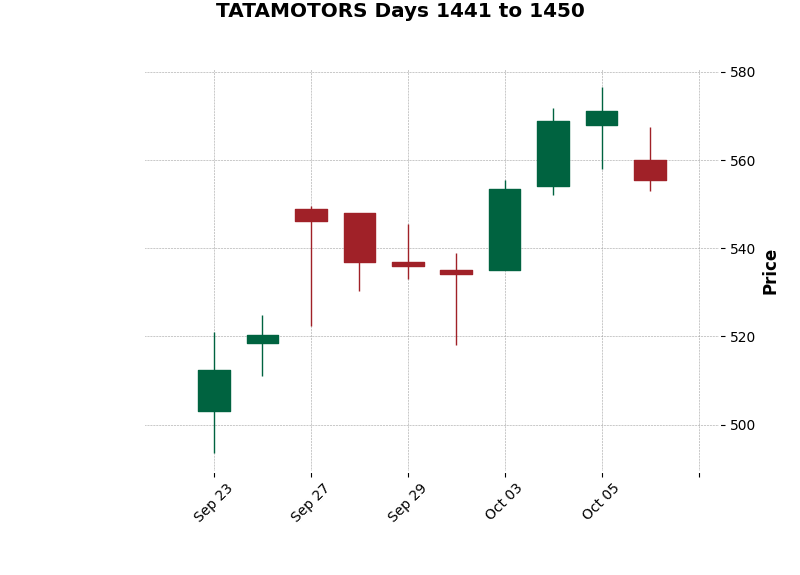 TATAMOTORS Days 1441 to 1450
580
560
540
520
500
Price
Sep 23
Sep 27
Sep 29
Oct 03
Oct 05